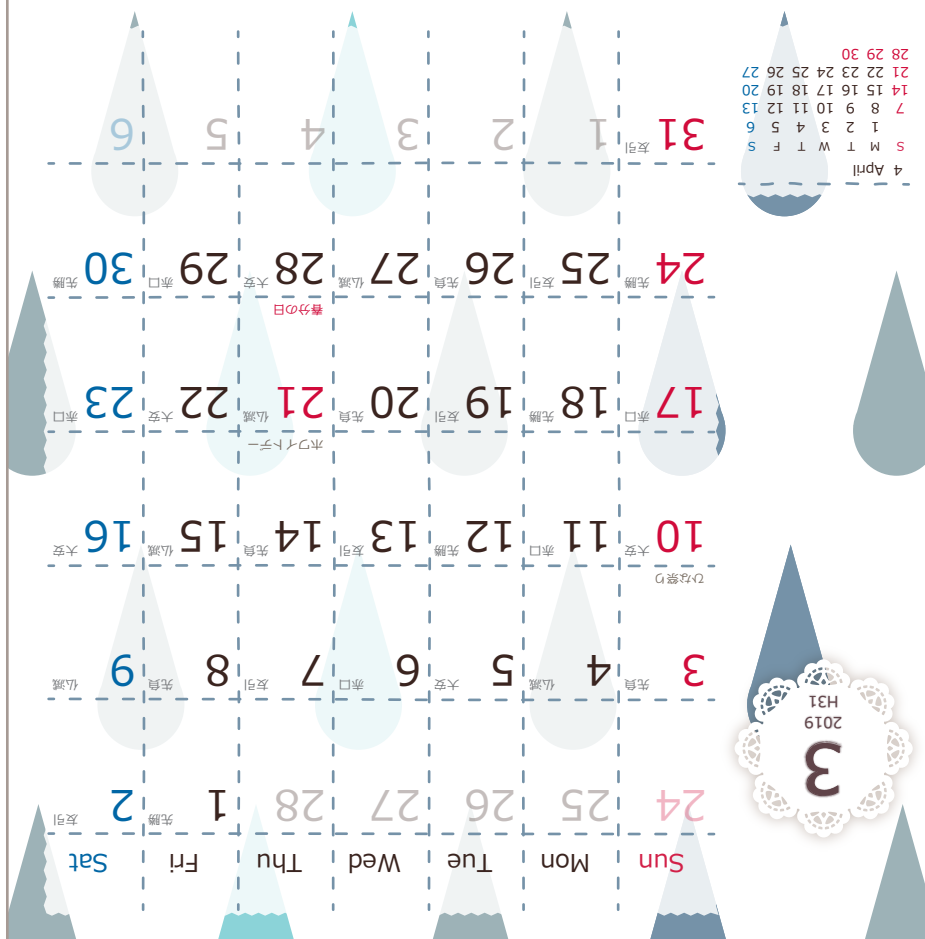 3
2019
H31
Sun Mon Tue Wed Thu Fri Sat
24 25 26 27 28 1 先勝 2 友引
3 先負 4 仏滅 5 大安 6 赤口 7 友引 8 先負 9 仏滅
ひな祭り
10 大安 11 赤口 12 先勝 13 友引 14 先負 15 仏滅 16 大安
ホワイトデー
17 赤口 18 先勝 19 友引 20 先負 21 仏滅 22 大安 23 赤口
春分の日
24 先勝 25 友引 26 先負 27 仏滅 28 大安 29 赤口 30 先勝
31 友引 1 2 3 4 5 6
4 April
S M T W T F S
1 2 3 4 5 6
7 8 9 10 11 12 13
14 15 16 17 18 19 20
21 22 23 24 25 26 27
28 29 30